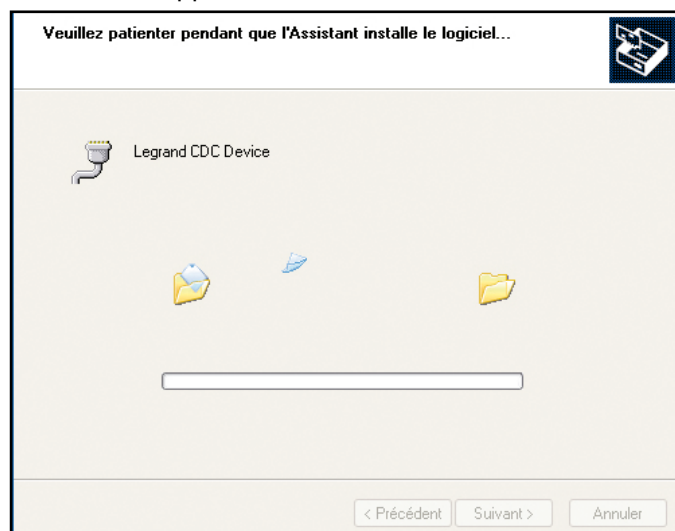 Veuillez patienter pendant que l'Assistant installe le logiciel...
Legrand CDC Device
< Précédent Suivant > Annuler